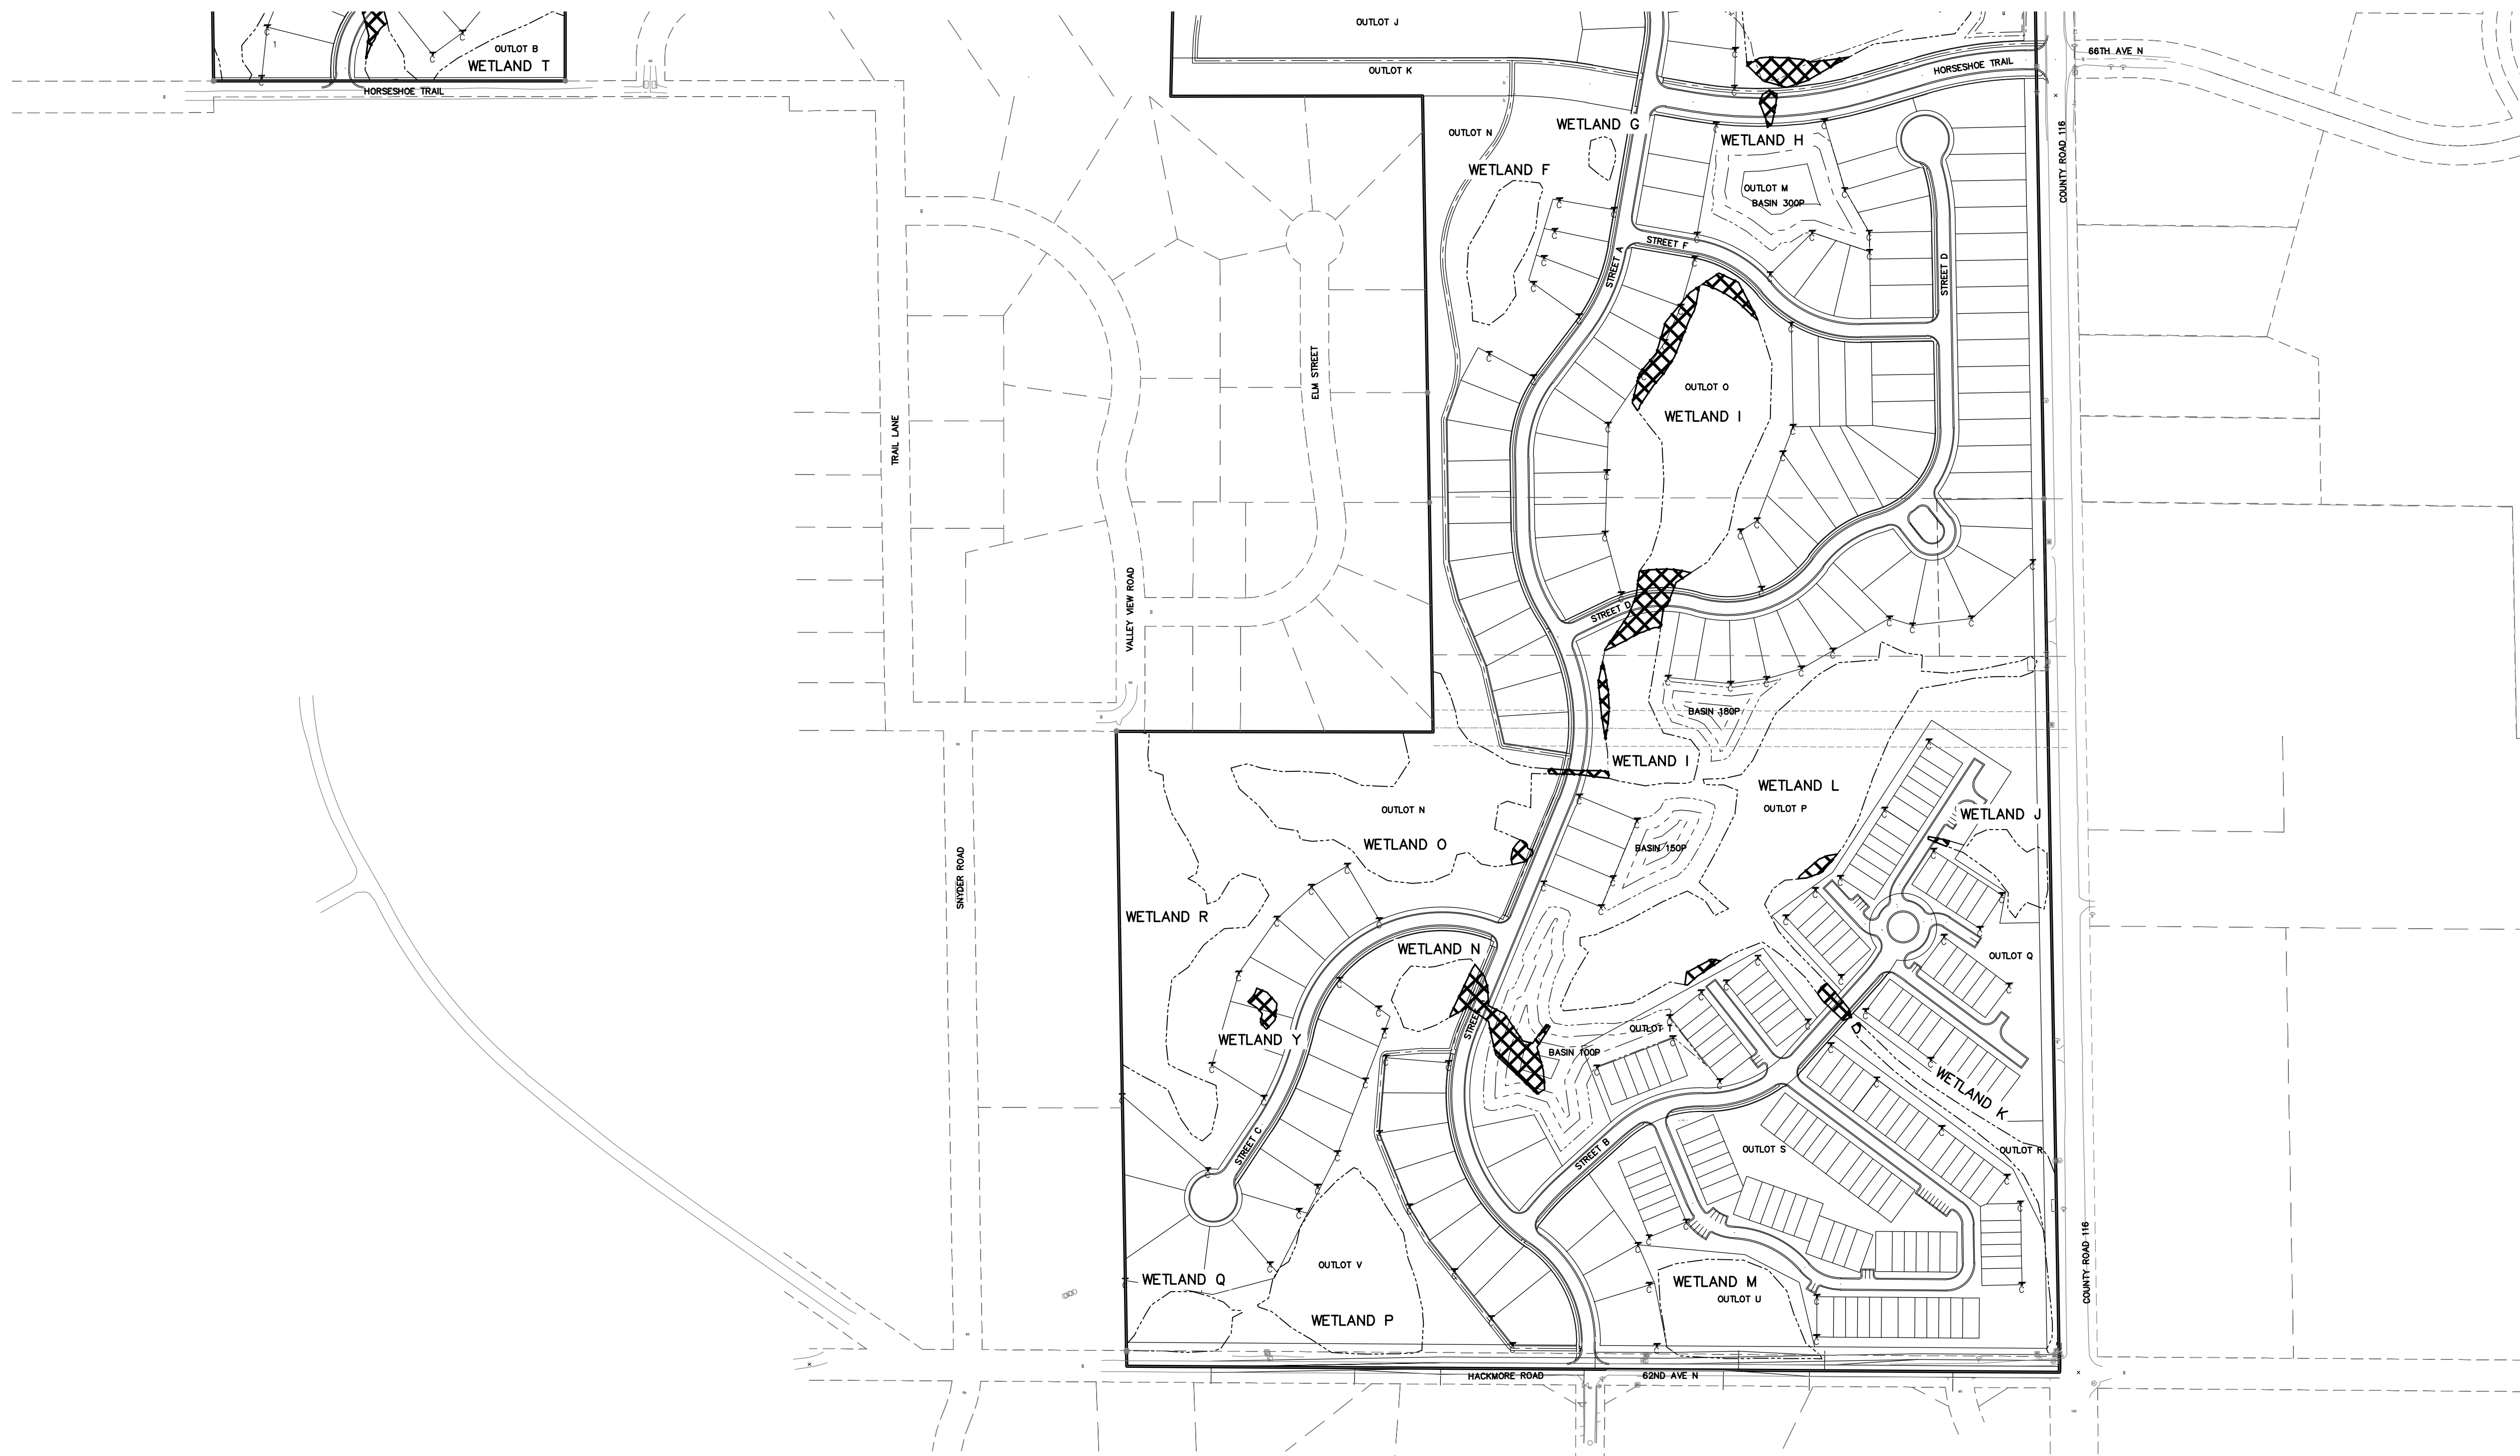 OUTLOT J
1
OUTLOT B
WETLAND T
66TH AVE N
HORSESHOE TRAIL
OUTLOT K
HORSESHOE TRAIL
WETLAND G
OUTLOT N
WETLAND H
COUNTY ROAD 116
WETLAND F
OUTLOT M
BASIN 300P
STREET F
STREET A
STREET D
ELM STREET
OUTLOT O
WETLAND I
TRAIL LANE
VALLEY VIEW ROAD
STREET D
BASIN 180P
WETLAND I
WETLAND L
OUTLOT P
OUTLOT N
WETLAND J
WETLAND O
BASIN 150P
SNYDER ROAD
WETLAND R
WETLAND N
OUTLOT Q
STREET
OUTLOT T
WETLAND Y
BASIN 100P
WETLAND K
STREET C
STREET B
OUTLOT S
OUTLOT R
COUNTY ROAD 116
OUTLOT V
WETLAND Q
WETLAND M
OUTLOT U
WETLAND P
HACKMORE ROAD
62ND AVE N